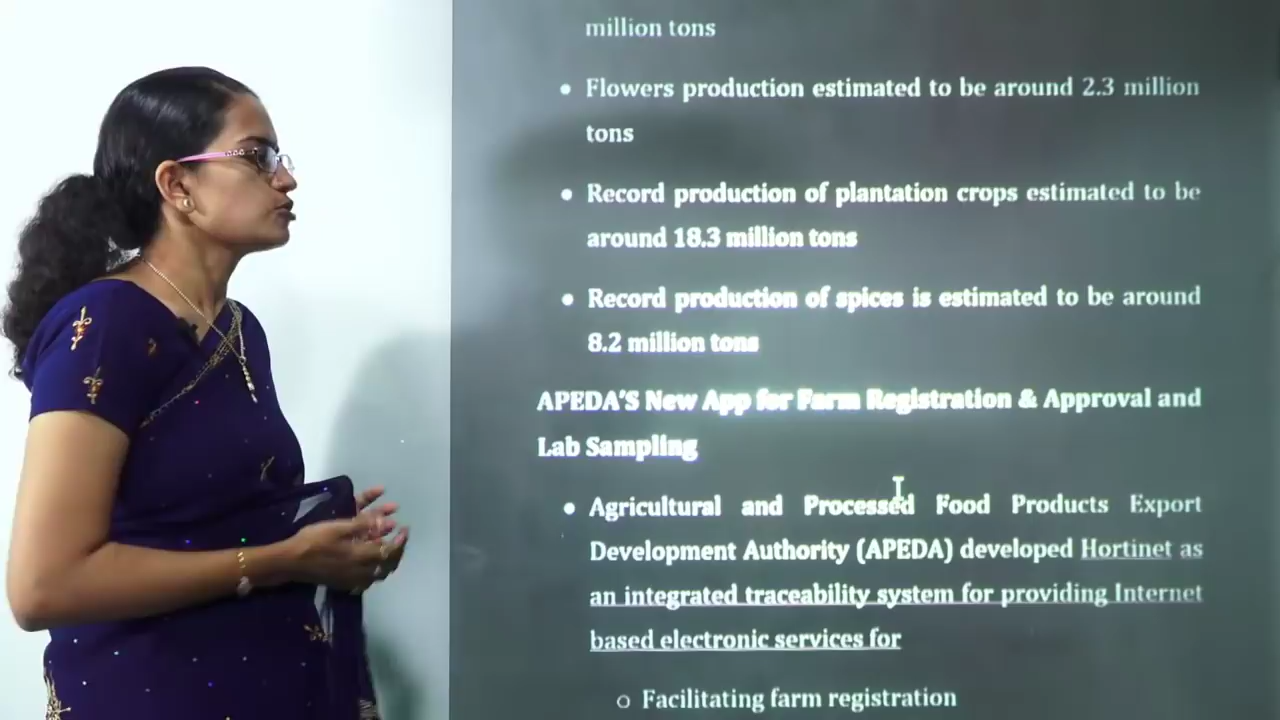 million tons
• Flowers production estimated to be around 2.3 million
tons
• Record production of plantation crops estimated to be
around 18.3 million tons
• Record production of spices is estimated to be around
8.2 million tons
APEDA'S New App for Farm Registration & Approval and
Lab Sampling
• Agricultural and Processed Food Products Export
Development Authority (APEDA) developed Hortinet as
an integrated traceability system for providing Internet
based electronic services for
o Facilitating farm registration